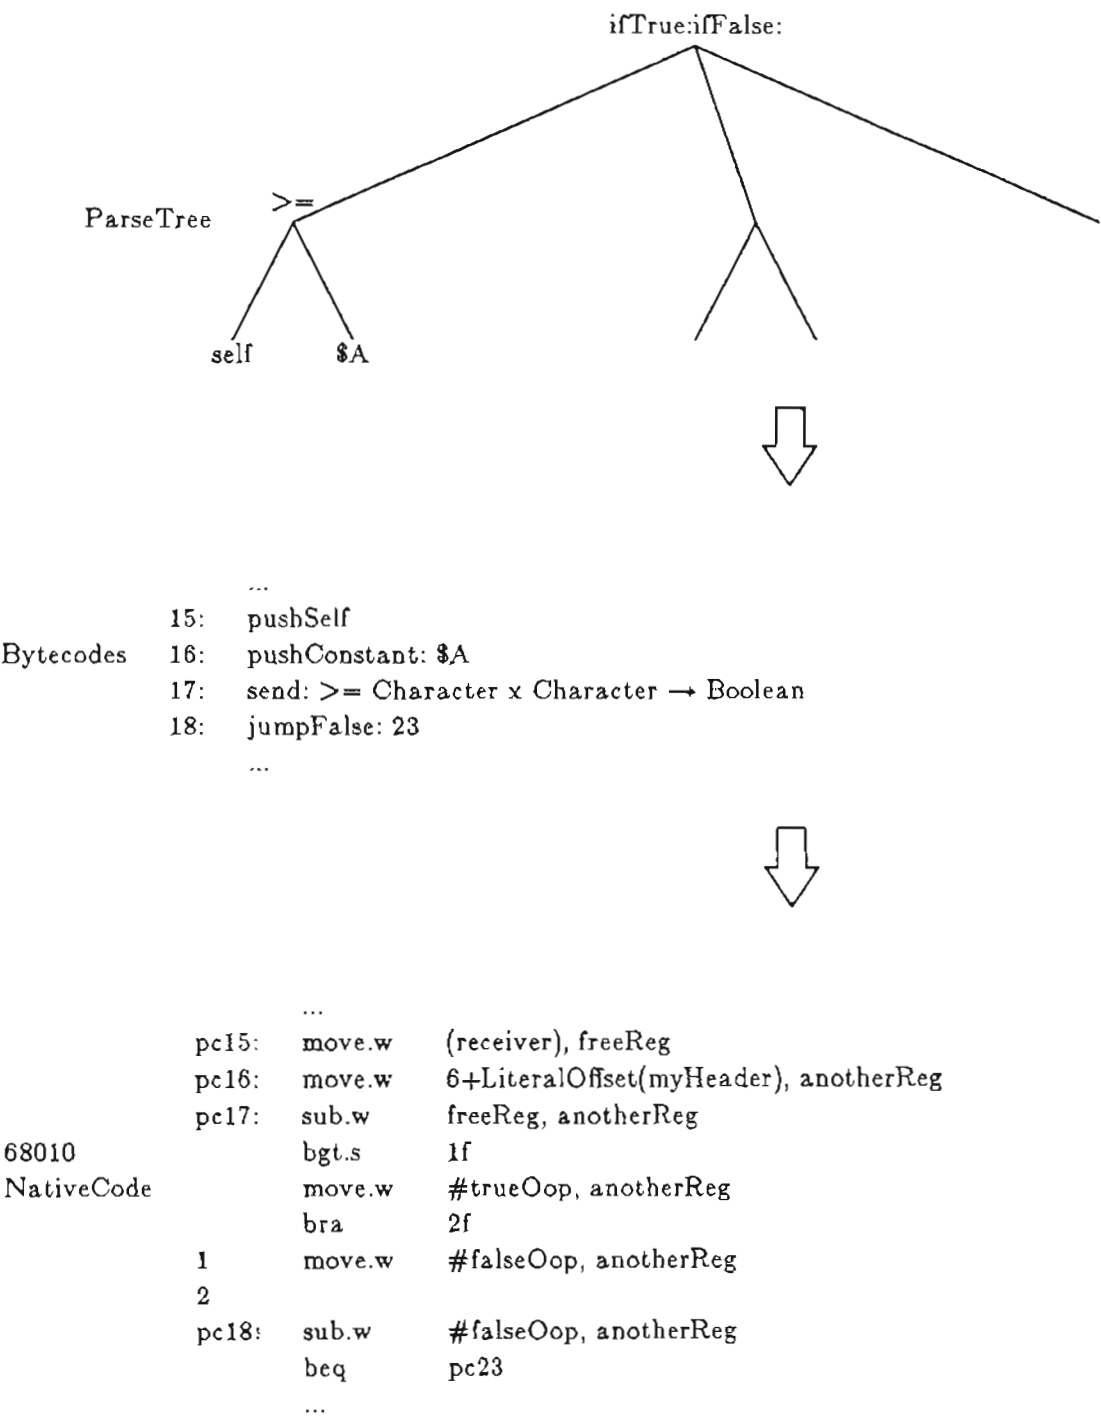 ifTrue:ifFalse:
>=
ParseTree
self $A
...
15: pushSelf
Bytecodes 16: pushConstant: $A
17: send: >= Character x Character → Boolean
18: jumpFalse: 23
...
...
pc15: move.w (receiver), freeReg
pc16: move.w 6+LiteralOffset(myHeader), anotherReg
pc17: sub.w freeReg, anotherReg
68010 bgt.s 1f
NativeCode move.w #trueOop, anotherReg
bra 2f
1 move.w #falseOop, anotherReg
2
pc18: sub.w #falseOop, anotherReg
beq pc23
...